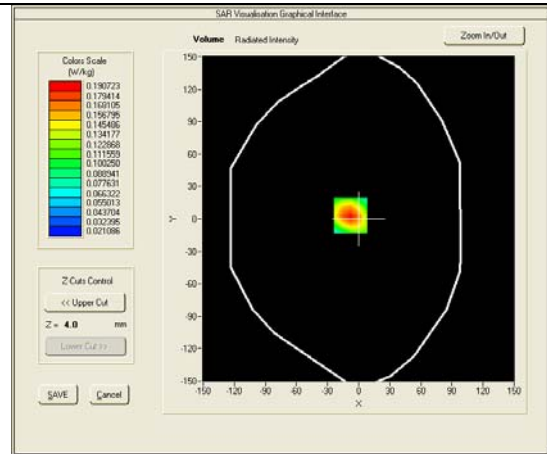 SAR Visualisation Graphical Interface
Volume Radiated Intensity
Zoom In/Out
Colors Scale
(W/kg)
0.190723
0.179414
0.168105
0.156795
0.145486
0.134177
0.122868
0.111559
0.100250
0.088941
0.077631
0.066322
0.055013
0.043704
0.032395
0.021086
Z Cuts Control
<< Upper Cut
Z = 4.0 mm
Lower Cut >>
SAVE Cancel
150
120
90
60
30
0
-30
-60
-90
-120
-150
Y
-150 -120 -90 -60 -30 0 30 60 90 120 150
X